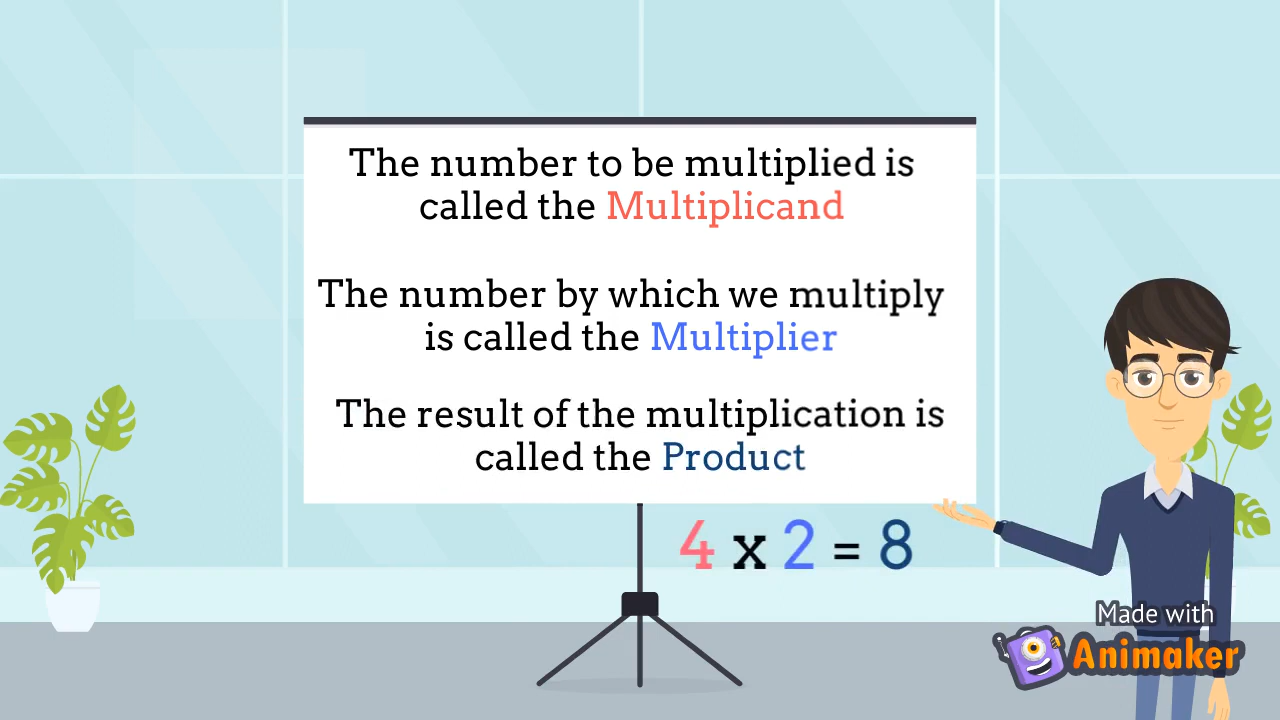 The number to be multiplied is
called the Multiplicand
The number by which we multiply
is called the Multiplier
The result of the multiplication is
called the Product
4 x 2 = 8
Made with
Animaker